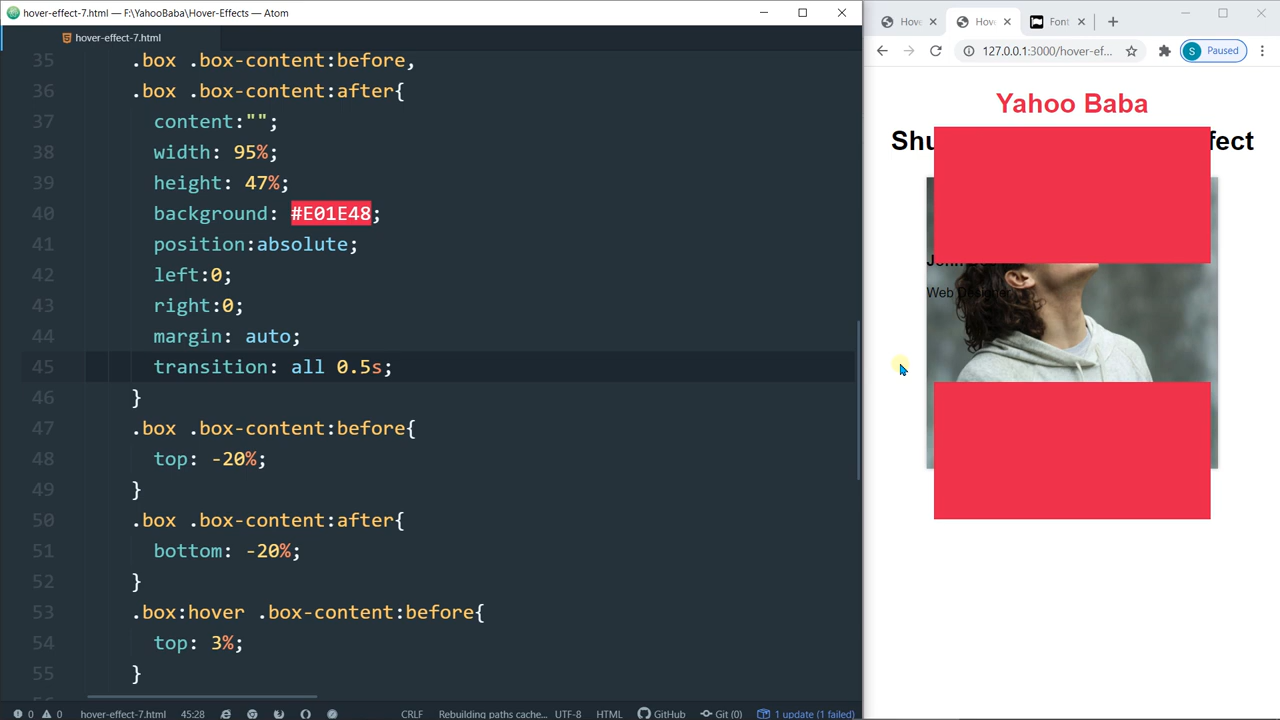 hover-effect-7.html — F:\YahooBaba\Hover-Effects — Atom
hover-effect-7.html
35 .box .box-content:before,
36 .box .box-content:after{
37 content:"";
38 width: 95%;
39 height: 47%;
40 background: #E01E48;
41 position:absolute;
42 left:0;
43 right:0;
44 margin: auto;
45 transition: all 0.5s;
46 }
47 .box .box-content:before{
48 top: -20%;
49 }
50 .box .box-content:after{
51 bottom: -20%;
52 }
53 .box:hover .box-content:before{
54 top: 3%;
55 }
0 0 hover-effect-7.html 45:28 CRLF Rebuilding paths cache... UTF-8 HTML GitHub Git (0) 1 update (1 failed)
Hove Hove Font
127.0.0.1:3000/hover-ef... S Paused
Yahoo Baba
Shu fect
Web Designer